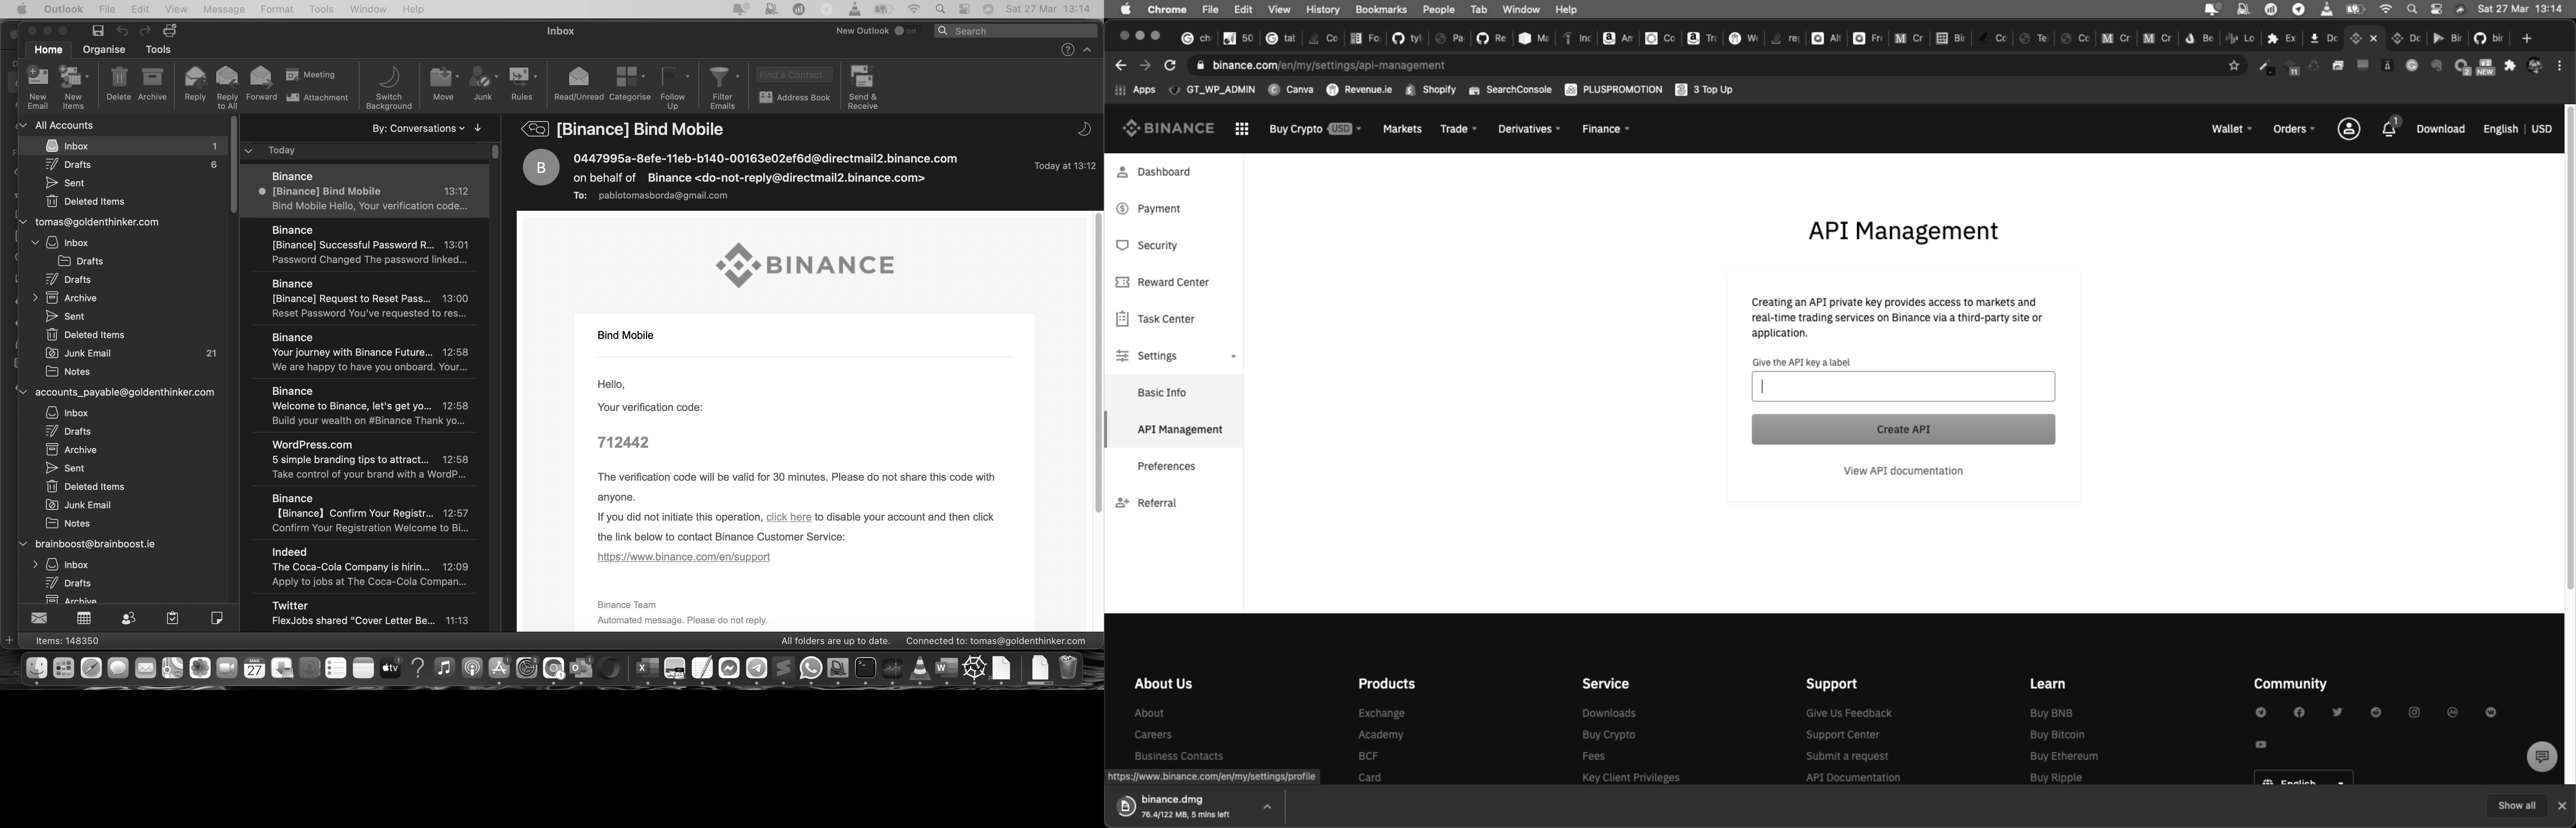 Outlook File Edit View Message Format Tools Window Help Sat 27 Mar 13:14
Inbox New Outlook Search
Home Organise Tools
New Email
New Items
Delete
Archive
Reply
Reply to All
Forward
Meeting
Attachment
Switch Background
Move
Junk
Rules
Read/Unread
Categorise
Follow Up
Filter Emails
Find a Contact
Address Book
Send & Receive
All Accounts
Inbox 1
Drafts 6
Sent
Deleted Items
tomas@goldenthinker.com
Inbox
Drafts
Drafts
Archive
Sent
Deleted Items
Junk Email 21
Notes
accounts_payable@goldenthinker.com
Inbox
Drafts
Archive
Sent
Deleted Items
Junk Email
Notes
brainboost@brainboost.ie
Inbox
Drafts
Archive
Items: 148350
By: Conversations
Today
Binance
[Binance] Bind Mobile 13:12
Bind Mobile Hello, Your verification code...
Binance
[Binance] Successful Password R... 13:01
Password Changed The password linked...
Binance
[Binance] Request to Reset Pass... 13:00
Reset Password You've requested to res...
Binance
Your journey with Binance Future... 12:58
We are happy to have you onboard. Your...
Binance
Welcome to Binance, let's get yo... 12:58
Build your wealth on #Binance Thank yo...
WordPress.com
5 simple branding tips to attract... 12:58
Take control of your brand with a WordP...
Binance
【Binance】Confirm Your Registr... 12:57
Confirm Your Registration Welcome to Bi...
Indeed
The Coca-Cola Company is hirin... 12:09
Apply to jobs at The Coca-Cola Compan...
Twitter
FlexJobs shared "Cover Letter Be... 11:13
[Binance] Bind Mobile
B
0447995a-8efe-11eb-b140-00163e02ef6d@directmail2.binance.com
on behalf of Binance <do-not-reply@directmail2.binance.com>
Today at 13:12
To: pablotomasborda@gmail.com
BINANCE
Bind Mobile
Hello,
Your verification code:
712442
The verification code will be valid for 30 minutes. Please do not share this code with
anyone.
If you did not initiate this operation, click here to disable your account and then click
the link below to contact Binance Customer Service:
https://www.binance.com/en/support
Binance Team
Automated message. Please do not reply.
All folders are up to date. Connected to: tomas@goldenthinker.com
Chrome File Edit View History Bookmarks People Tab Window Help Sat 27 Mar 13:14
binance.com/en/my/settings/api-management
Apps GT_WP_ADMIN Canva Revenue.ie Shopify SearchConsole PLUSPROMOTION 3 Top Up
BINANCE Buy Crypto USD Markets Trade Derivatives Finance Wallet Orders 1 Download English USD
Dashboard
Payment
Security
Reward Center
Task Center
Settings
Basic Info
API Management
Preferences
Referral
API Management
Creating an API private key provides access to markets and
real-time trading services on Binance via a third-party site or
application.
Give the API key a label
Create API
View API documentation
About Us Products Service Support Learn Community
About Exchange Downloads Give Us Feedback Buy BNB
Careers Academy Buy Crypto Support Center Buy Bitcoin
Business Contacts BCF Fees Submit a request Buy Ethereum
https://www.binance.com/en/my/settings/profile Card Key Client Privileges API Documentation Buy Ripple English
binance.dmg
76.4/122 MB, 5 mins left
Show all